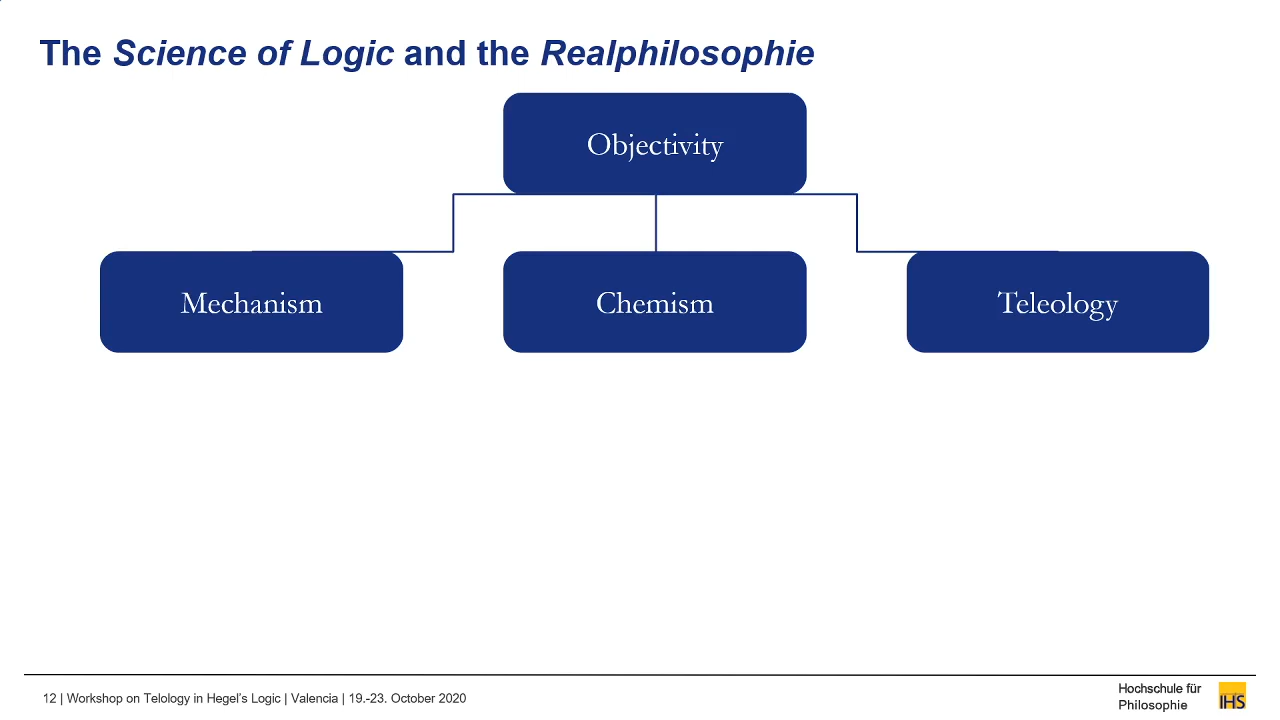 The Science of Logic and the Realphilosophie
Objectivity
Mechanism
Chemism
Teleology
12 | Workshop on Telology in Hegel's Logic | Valencia | 19.-23. October 2020
Hochschule für
Philosophie
IHS